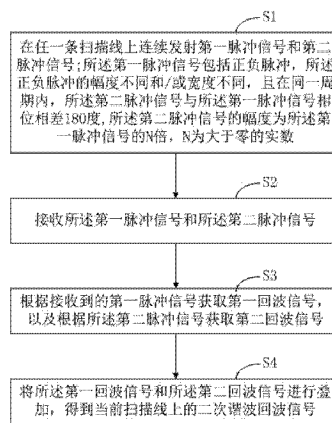 S1
在任一条扫描线上连续发射第一脉冲信号和第二
脉冲信号;所述第一脉冲信号包括正负脉冲，所述
正负脉冲的幅度不同和/或宽度不同，且在同一周
期内，所述第二脉冲信号与所述第一脉冲信号相
位相差180度,所述第二脉冲信号的幅度为所述第
一脉冲信号的N倍，N为大于零的实数
S2
接收所述第一脉冲信号和所述第二脉冲信号
S3
根据接收到的第一脉冲信号获取第一回波信号，
以及根据所述第二脉冲信号获取第二回波信号
S4
将所述第一回波信号和所述第二回波信号进行叠
加，得到当前扫描线上的二次谐波回波信号